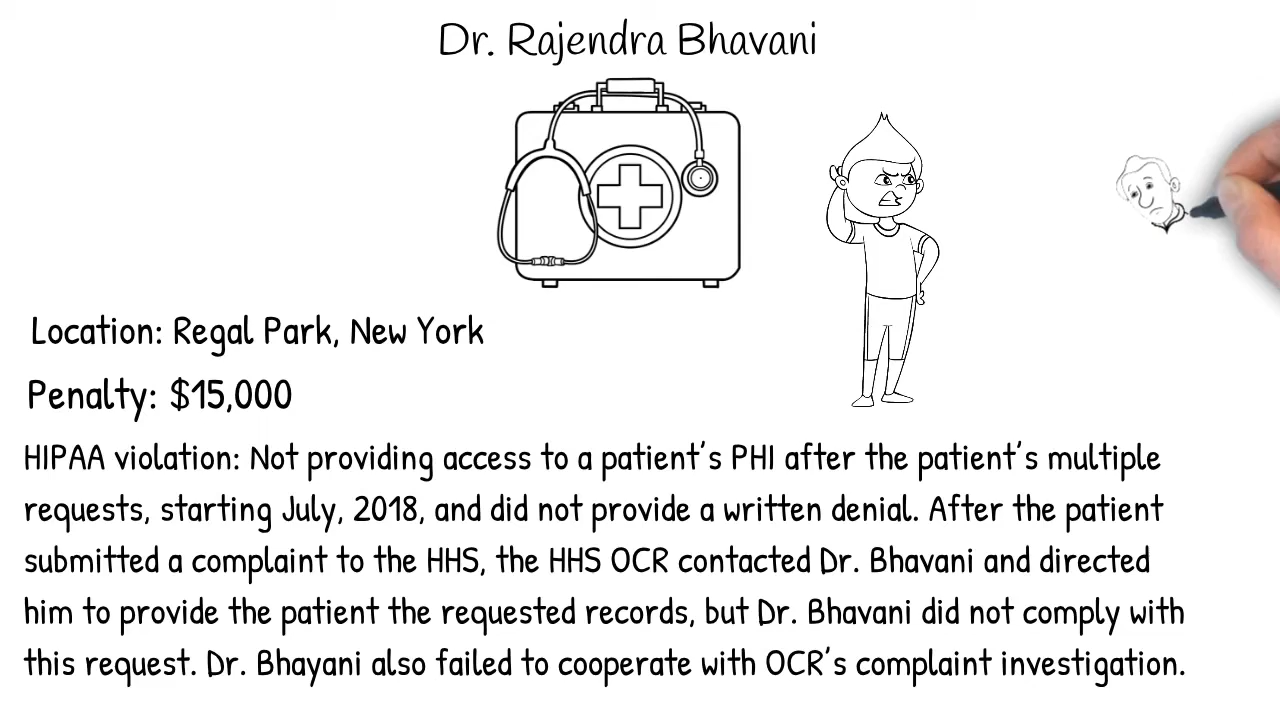 Dr. Rajendra Bhavani
Location: Regal Park, New York
Penalty: $15,000
HIPAA violation: Not providing access to a patient's PHI after the patient's multiple
requests, starting July, 2018, and did not provide a written denial. After the patient
submitted a complaint to the HHS, the HHS OCR contacted Dr. Bhavani and directed
him to provide the patient the requested records, but Dr. Bhavani did not comply with
this request. Dr. Bhayani also failed to cooperate with OCR's complaint investigation.